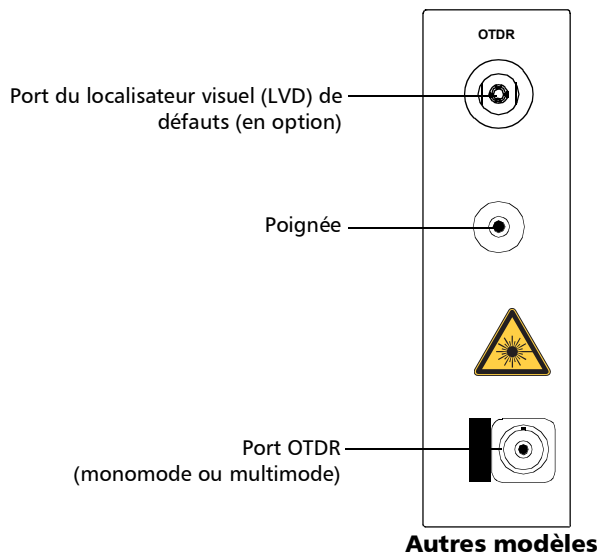 OTDR
Port du localisateur visuel (LVD) de
défauts (en option)
Poignée
Port OTDR
(monomode ou multimode)
Autres modèles